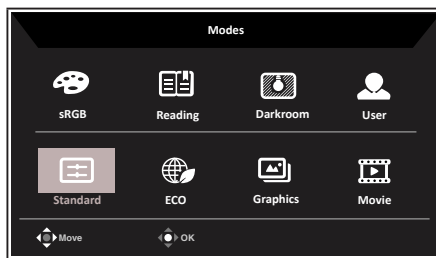 Modes
sRGB Reading Darkroom User
Standard ECO Graphics Movie
Move OK